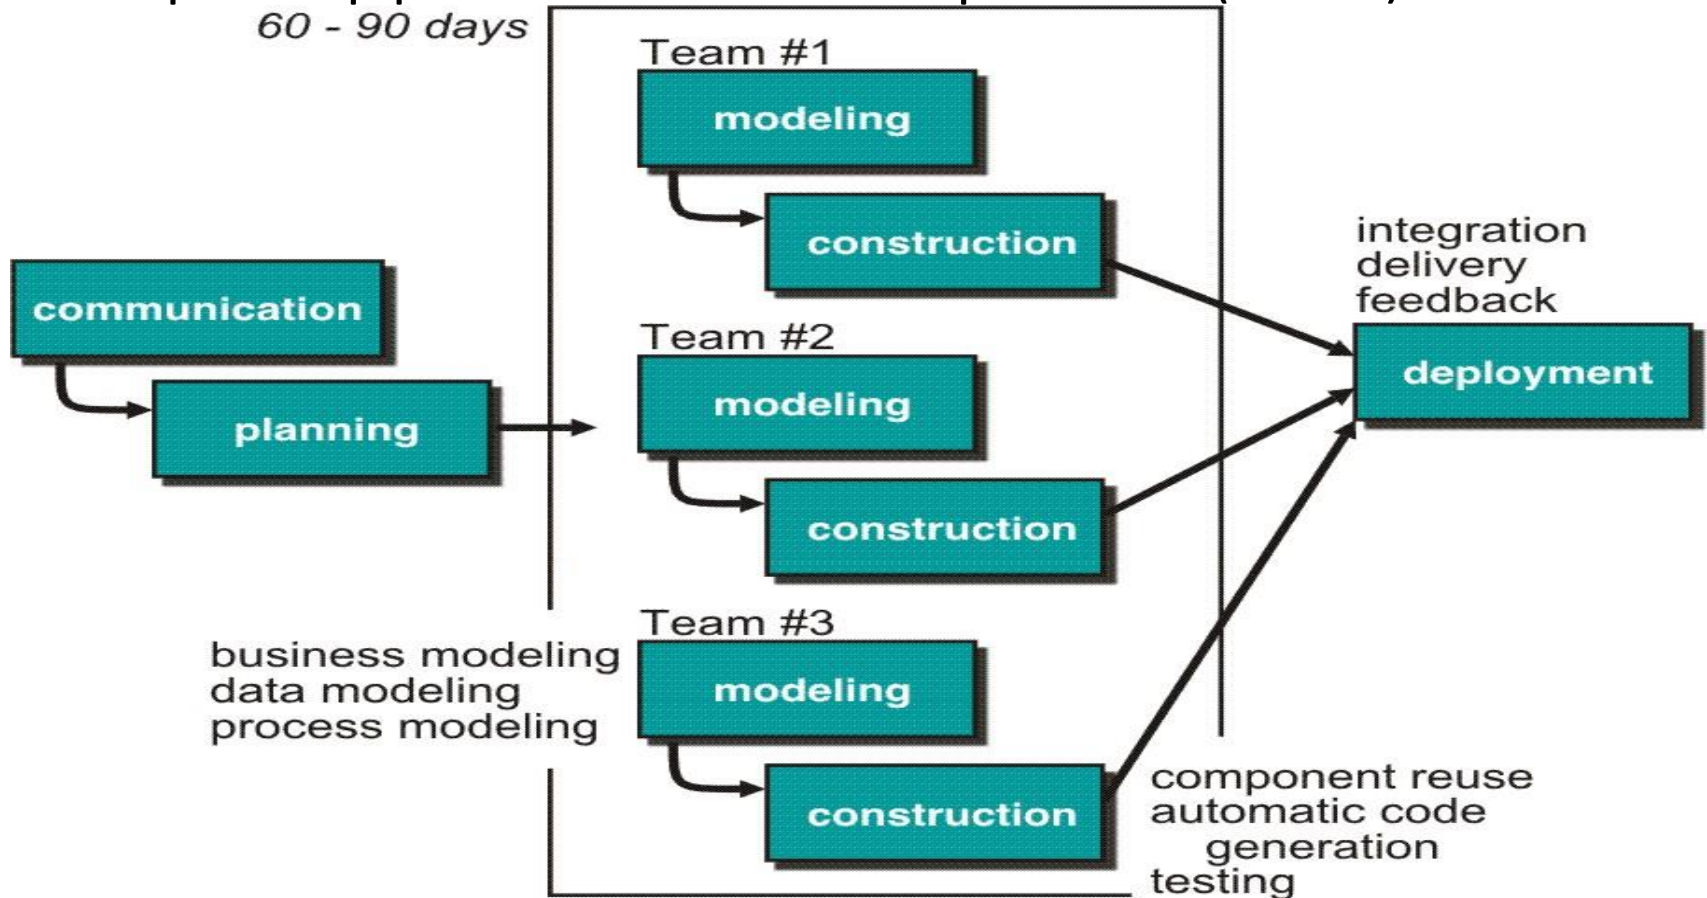 60 - 90 days
Team #1
modeling
construction
communication
planning
Team #2
modeling
construction
integration
delivery
feedback
deployment
Team #3
business modeling
data modeling
process modeling
modeling
construction
component reuse
automatic code
generation
testing